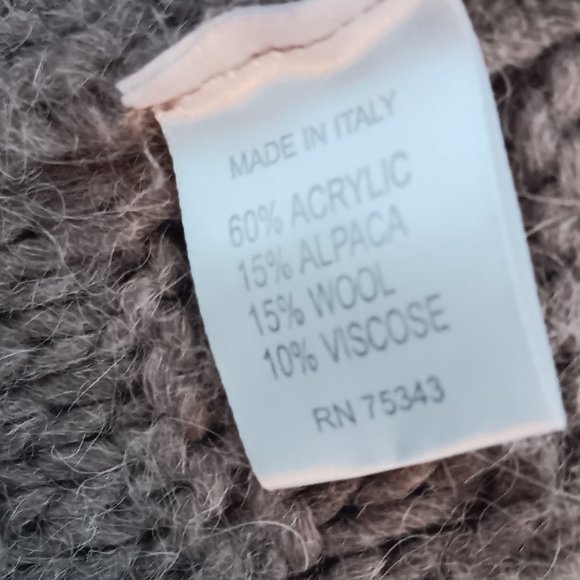 MADE IN ITALY
60% ACRYLIC
15% ALPACA
15% WOOL
10% VISCOSE
RN 75343